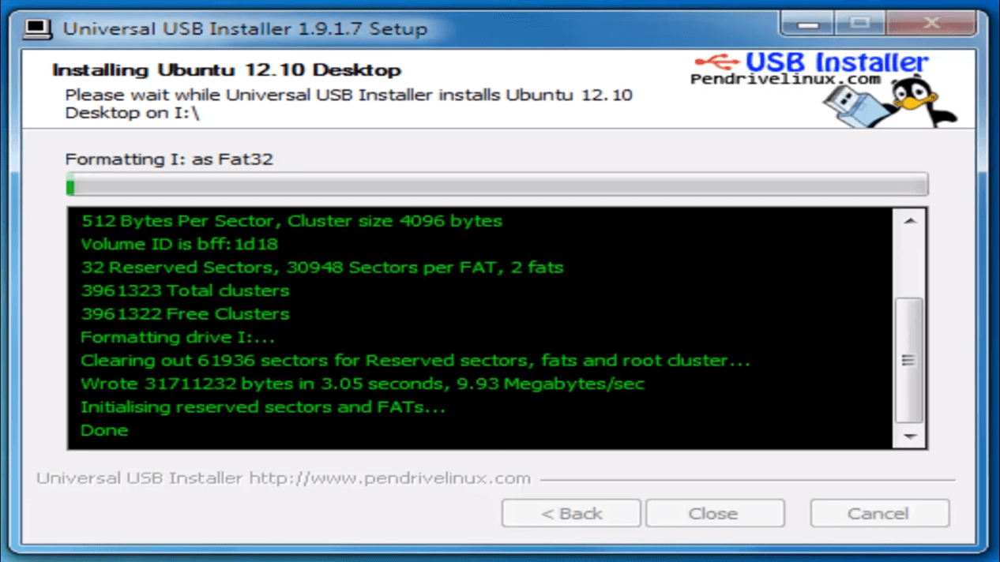 Universal USB Installer 1.9.1.7 Setup
Installing Ubuntu 12.10 Desktop
Please wait while Universal USB Installer installs Ubuntu 12.10
Desktop on I:\
USB Installer
Pendrivelinux.com
Formatting I: as Fat32
512 Bytes Per Sector, Cluster size 4096 bytes
Volume ID is bff:1d18
32 Reserved Sectors, 30948 Sectors per FAT, 2 fats
3961323 Total clusters
3961322 Free Clusters
Formatting drive I:...
Clearing out 61936 sectors for Reserved sectors, fats and root cluster...
Wrote 31711232 bytes in 3.05 seconds, 9.93 Megabytes/sec
Initialising reserved sectors and FATs...
Done
Universal USB Installer http://www.pendrivelinux.com
< Back Close Cancel